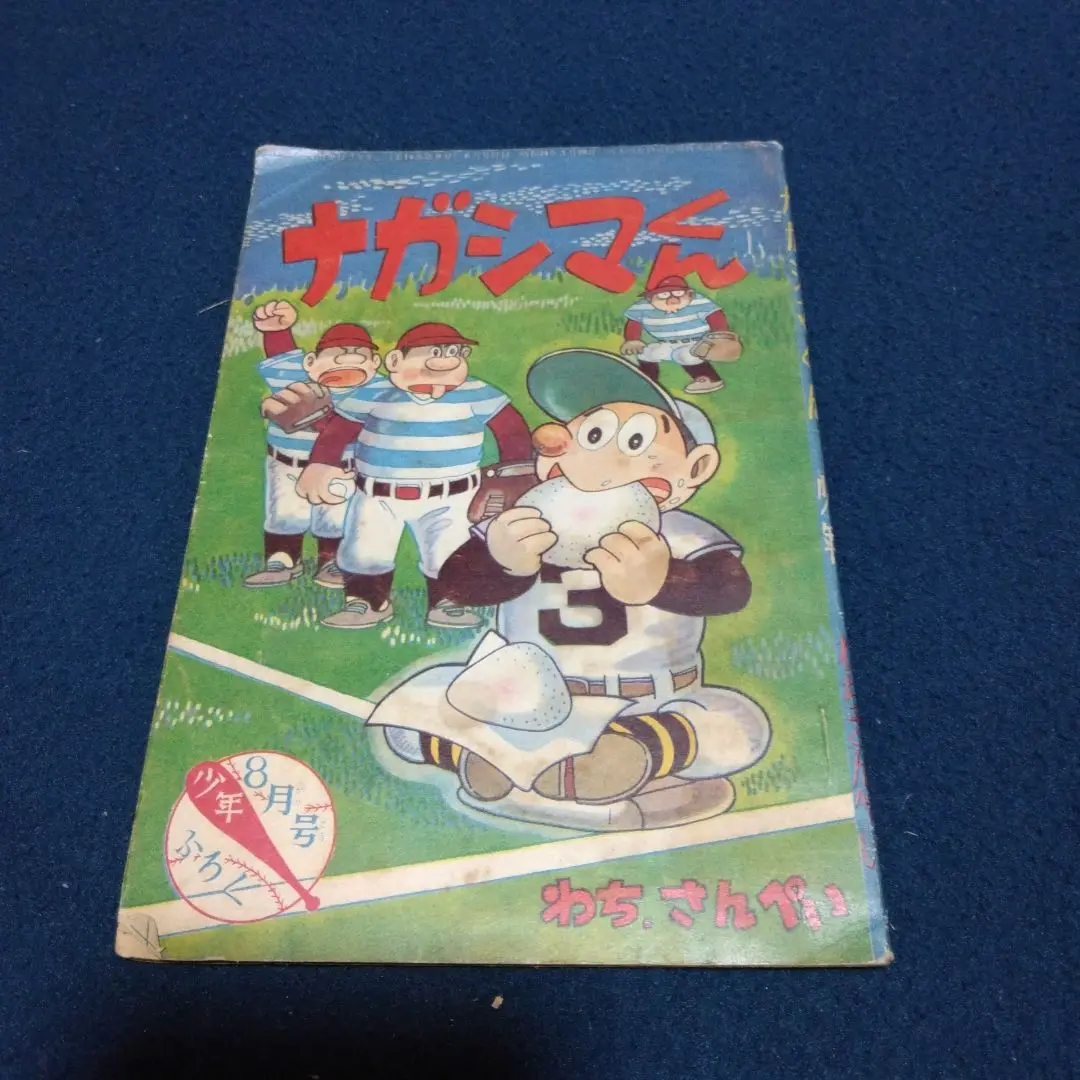 ナガシマくん
3
8月号
少年
ふろく
わち.さんぺい